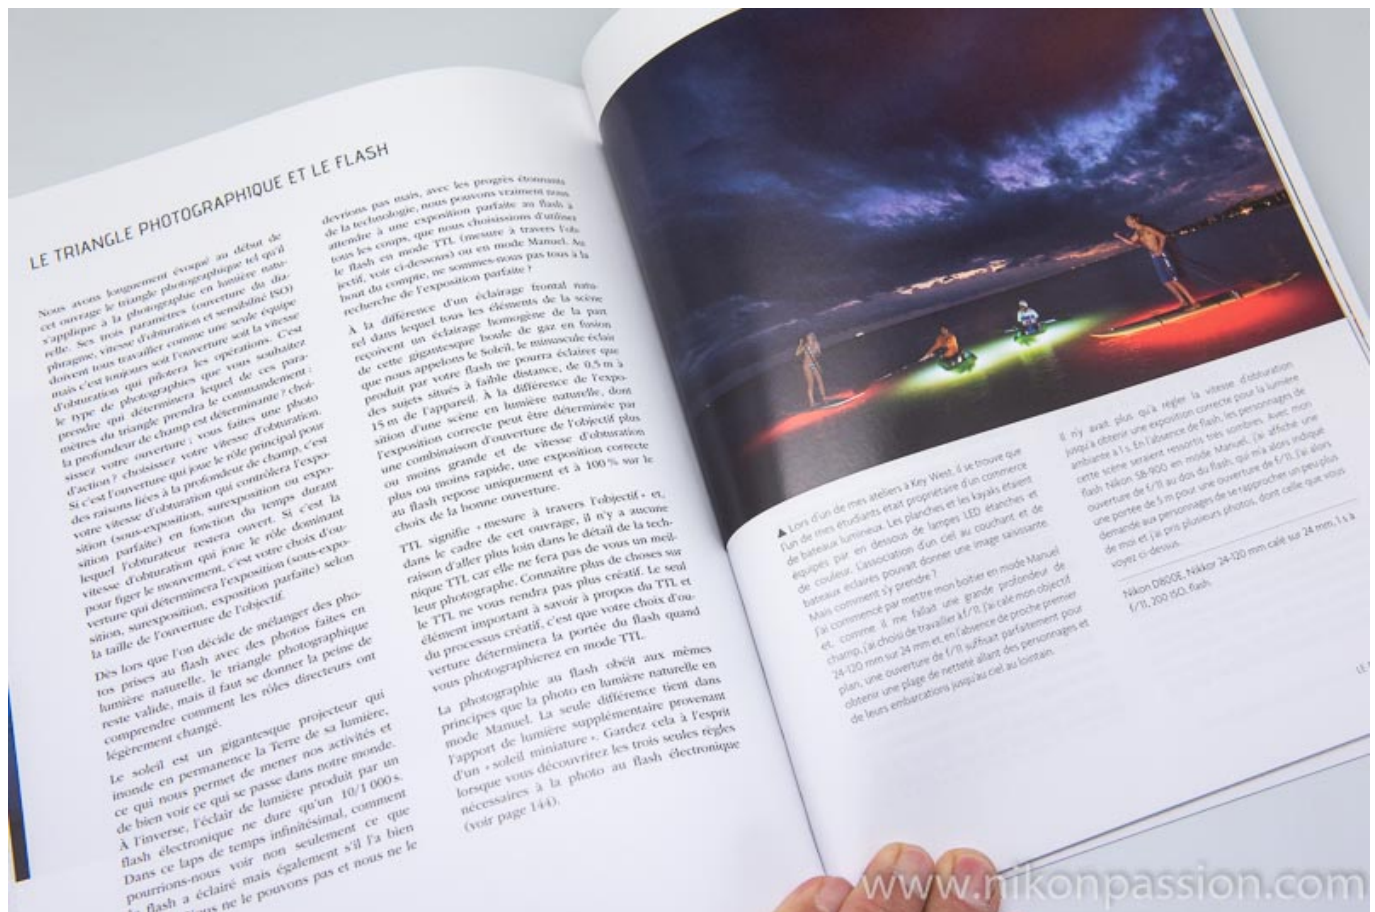 LE TRIANGLE PHOTOGRAPHIQUE ET LE FLASH
Nous avons longuement évoqué au début de
cet ouvrage le triangle photographique tel qu'il
s'applique à la photographie en lumière natu-
relle. Ses trois paramètres (ouverture du dia-
phragme, vitesse d'obturation et sensibilité ISO)
doivent tous travailler comme une seule équipe
mais c'est toujours soit l'ouverture soit la vitesse
d'obturation qui pilotera les opérations. C'est
le type de photographies que vous souhaitez
prendre qui déterminera lequel de ces para-
mètres du triangle prendra le commandement :
la profondeur de champ est déterminante ? choi-
sissez votre ouverture ; vous faites une photo
d'action ? choisissez votre vitesse d'obturation.
Si c'est l'ouverture qui joue le rôle principal pour
des raisons liées à la profondeur de champ, c'est
votre vitesse d'obturation qui contrôlera l'expo-
sition (sous-exposition, surexposition ou expo-
sition parfaite) en fonction du temps durant
lequel l'obturateur restera ouvert. Si c'est la
vitesse d'obturation qui joue le rôle dominant
pour figer le mouvement, c'est votre choix d'ou-
verture qui déterminera l'exposition (sous-expo-
sition, surexposition, exposition parfaite) selon
la taille de l'ouverture de l'objectif.
Dès lors que l'on décide de mélanger des pho-
tos prises au flash avec des photos faites en
lumière naturelle, le triangle photographique
reste valide, mais il faut se donner la peine de
comprendre comment les rôles directeurs ont
légèrement changé.
Le soleil est un gigantesque projecteur qui
inonde en permanence la Terre de sa lumière,
ce qui nous permet de mener nos activités et
de bien voir ce qui se passe dans notre monde.
À l'inverse, l'éclair de lumière produit par un
flash électronique ne dure qu'un 10/1 000 s.
Dans ce laps de temps infinitésimal, comment
pourrions-nous voir non seulement ce que
le flash a éclairé mais également s'il l'a bien
ne le pouvons pas et nous ne le
devrions pas mais, avec les progrès étonnants
de la technologie, nous pouvons vraiment nous
attendre à une exposition parfaite au flash à
tous les coups, que nous choisissions d'utiliser
le flash en mode TTL (mesure à travers l'ob-
jectif, voir ci-dessous) ou en mode Manuel. Au
bout du compte, ne sommes-nous pas tous à la
recherche de l'exposition parfaite ?
À la différence d'un éclairage frontal natu-
rel dans lequel tous les éléments de la scène
reçoivent un éclairage homogène de la part
de cette gigantesque boule de gaz en fusion
que nous appelons le Soleil, le minuscule éclair
produit par votre flash ne pourra éclairer que
des sujets situés à faible distance, de 0,5 m à
15 m de l'appareil. À la différence de l'expo-
sition d'une scène en lumière naturelle, dont
l'exposition correcte peut être déterminée par
une combinaison d'ouverture de l'objectif plus
ou moins grande et de vitesse d'obturation
plus ou moins rapide, une exposition correcte
au flash repose uniquement et à 100 % sur le
choix de la bonne ouverture.
TTL signifie « mesure à travers l'objectif » et,
dans le cadre de cet ouvrage, il n'y a aucune
raison d'aller plus loin dans le détail de la tech-
nique TTL car elle ne fera pas de vous un meil-
leur photographe. Connaître plus de choses sur
le TTL ne vous rendra pas plus créatif. Le seul
élément important à savoir à propos du TTL et
du processus créatif, c'est que votre choix d'ou-
verture déterminera la portée du flash quand
vous photographierez en mode TTL.
La photographie au flash obéit aux mêmes
principes que la photo en lumière naturelle en
mode Manuel. La seule différence tient dans
l'apport de lumière supplémentaire provenant
d'un « soleil miniature ». Gardez cela à l'esprit
lorsque vous découvrirez les trois seules règles
nécessaires à la photo au flash électronique
(voir page 144).
▲ Lors d'un de mes ateliers à Key West, il se trouve que
l'un de mes étudiants était propriétaire d'un commerce
de bateaux lumineux. Les planches et les kayaks étaient
équipés par en dessous de lampes LED étanches et
de couleur. L'association d'un ciel au couchant et de
bateaux éclairés pouvait donner une image saisissante.
Mais comment s'y prendre ?
J'ai commencé par mettre mon boîtier en mode Manuel
et, comme il me fallait une grande profondeur de
champ, j'ai choisi de travailler à f/11. J'ai calé mon objectif
24-120 mm sur 24 mm et, en l'absence de proche premier
plan, une ouverture de f/11 suffisait parfaitement pour
obtenir une plage de netteté allant des personnages et
de leurs embarcations jusqu'au ciel au lointain.
Il n'y avait plus qu'à régler la vitesse d'obturation
jusqu'à obtenir une exposition correcte pour la lumière
ambiante à 1 s. En l'absence de flash, les personnages de
cette scène seraient ressortis très sombres. Avec mon
flash Nikon SB-900 en mode Manuel, j'ai affiché une
ouverture de f/11 au dos du flash, qui m'a alors indiqué
une portée de 5 m pour une ouverture de f/11. J'ai alors
demandé aux personnages de se rapprocher un peu plus
de moi et j'ai pris plusieurs photos, dont celle que vous
voyez ci-dessus.
Nikon D800E, Nikkor 24-120 mm calé sur 24 mm, 1 s à
f/11, 200 ISO, flash.
www.nikonpassion.com